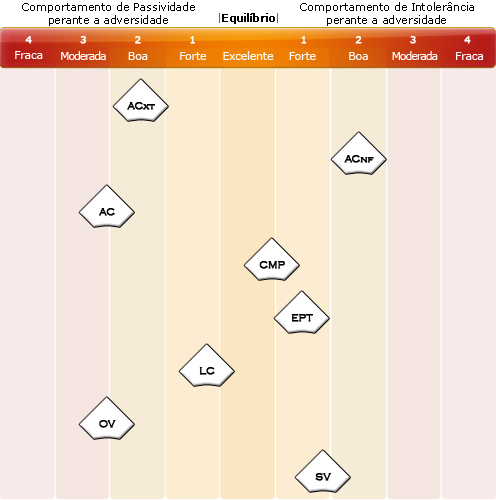 Comportamento de Passividade
perante a adversidade
|Equilíbrio|
Comportamento de Intolerância
perante a adversidade
4 3 2 1 1 2 3 4
Fraca Moderada Boa Forte Excelente Forte Boa Moderada Fraca
ACxt
ACnf
AC
CMP
EPT
LC
OV
SV